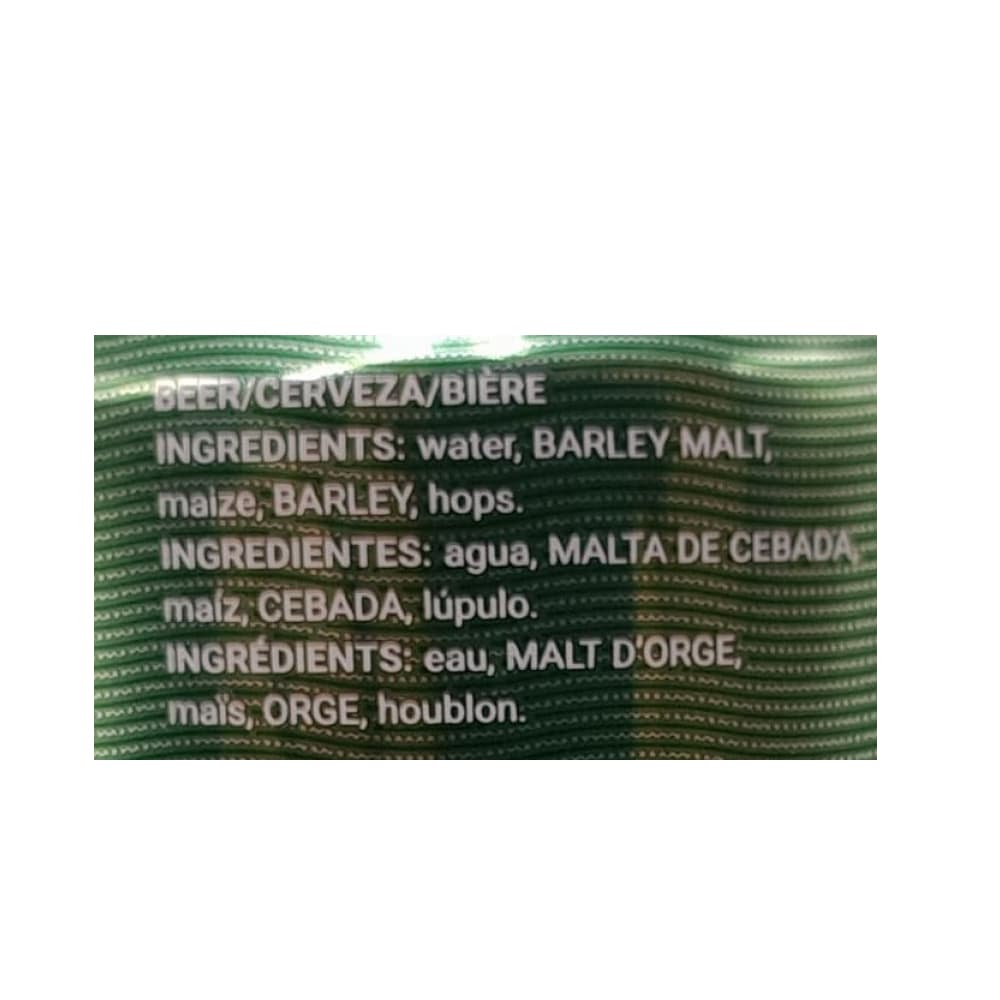 BEER/CERVEZA/BIÈRE
INGREDIENTS: water, BARLEY MALT,
maize, BARLEY, hops.
INGREDIENTES: agua, MALTA DE CEBADA,
maíz, CEBADA, lúpulo.
INGRÉDIENTS: eau, MALT D'ORGE,
maïs, ORGE, houblon.